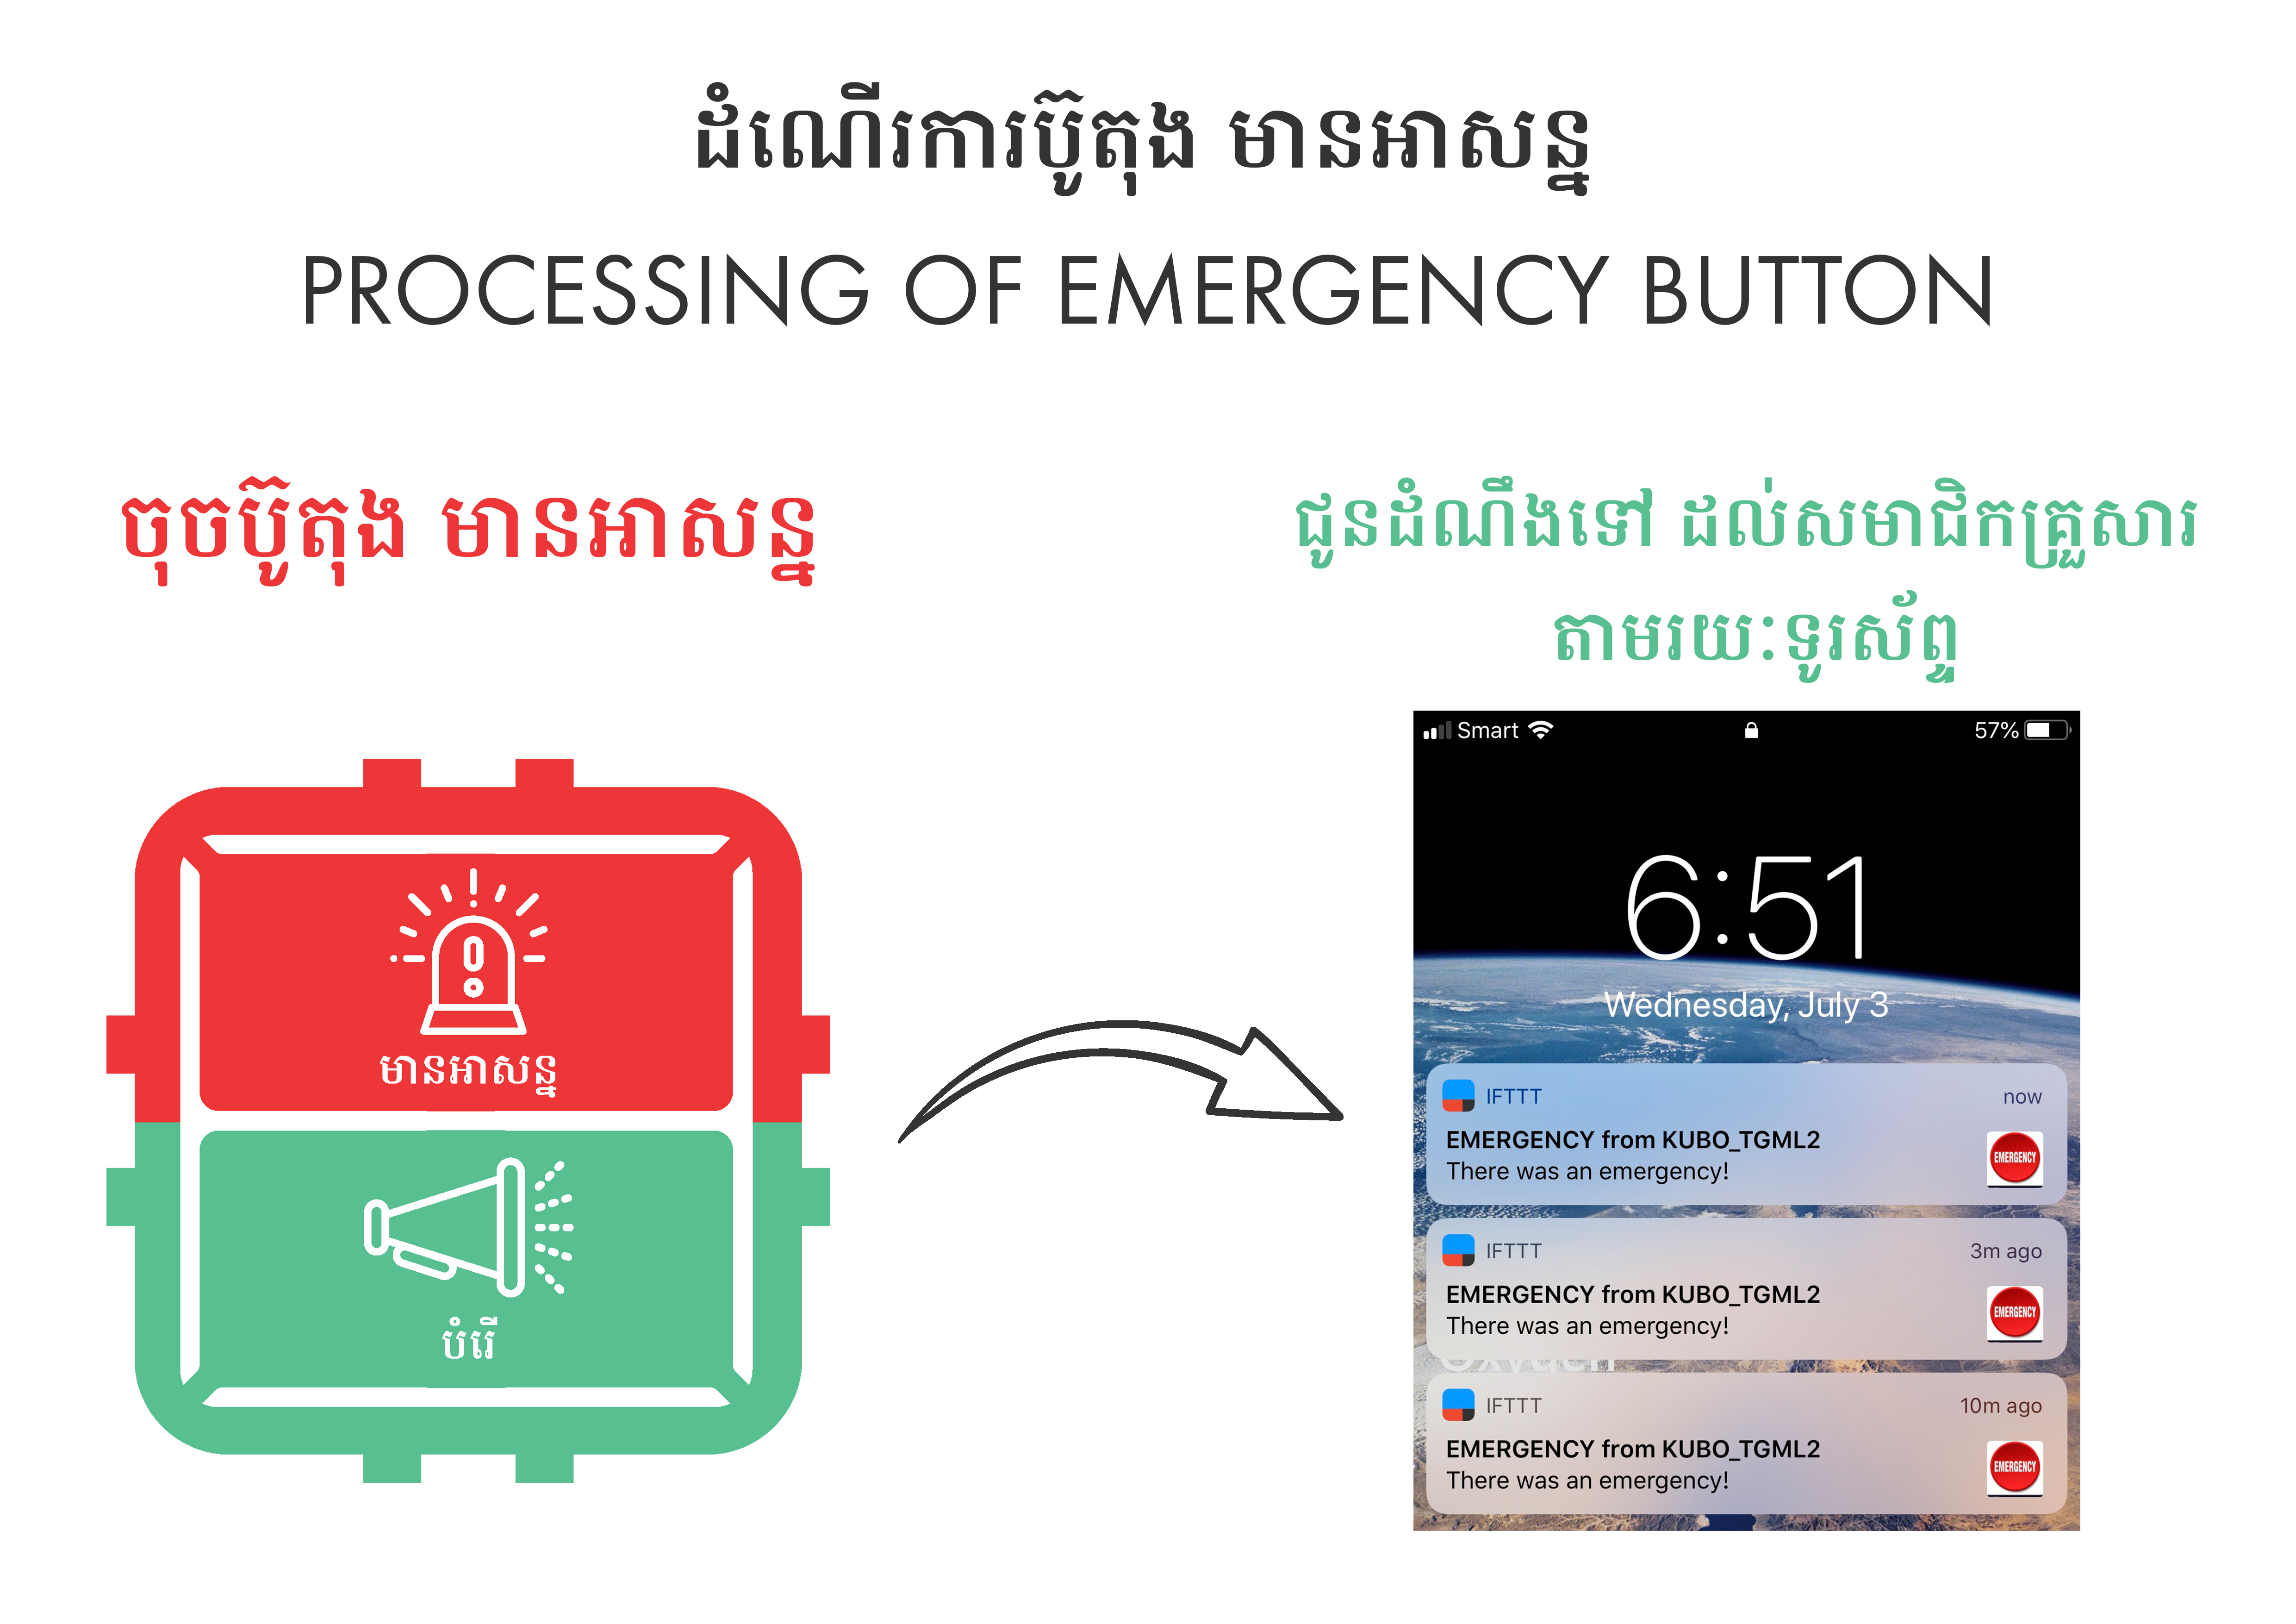 ដំណើរការប៊ូតុង មានអាសន្ន
PROCESSING OF EMERGENCY BUTTON
ចុចប៊ូតុង មានអាសន្ន
ជូនដំណឹងទៅ ដល់សមាជិកគ្រួសារ
តាមរយៈទូរស័ព្ទ
មានអាសន្ន
បំរើ
Smart 57%
6:51
Wednesday, July 3
IFTTT now
EMERGENCY from KUBO_TGML2
There was an emergency!
EMERGENCY
IFTTT 3m ago
EMERGENCY from KUBO_TGML2
There was an emergency!
EMERGENCY
IFTTT 10m ago
EMERGENCY from KUBO_TGML2
There was an emergency!
EMERGENCY